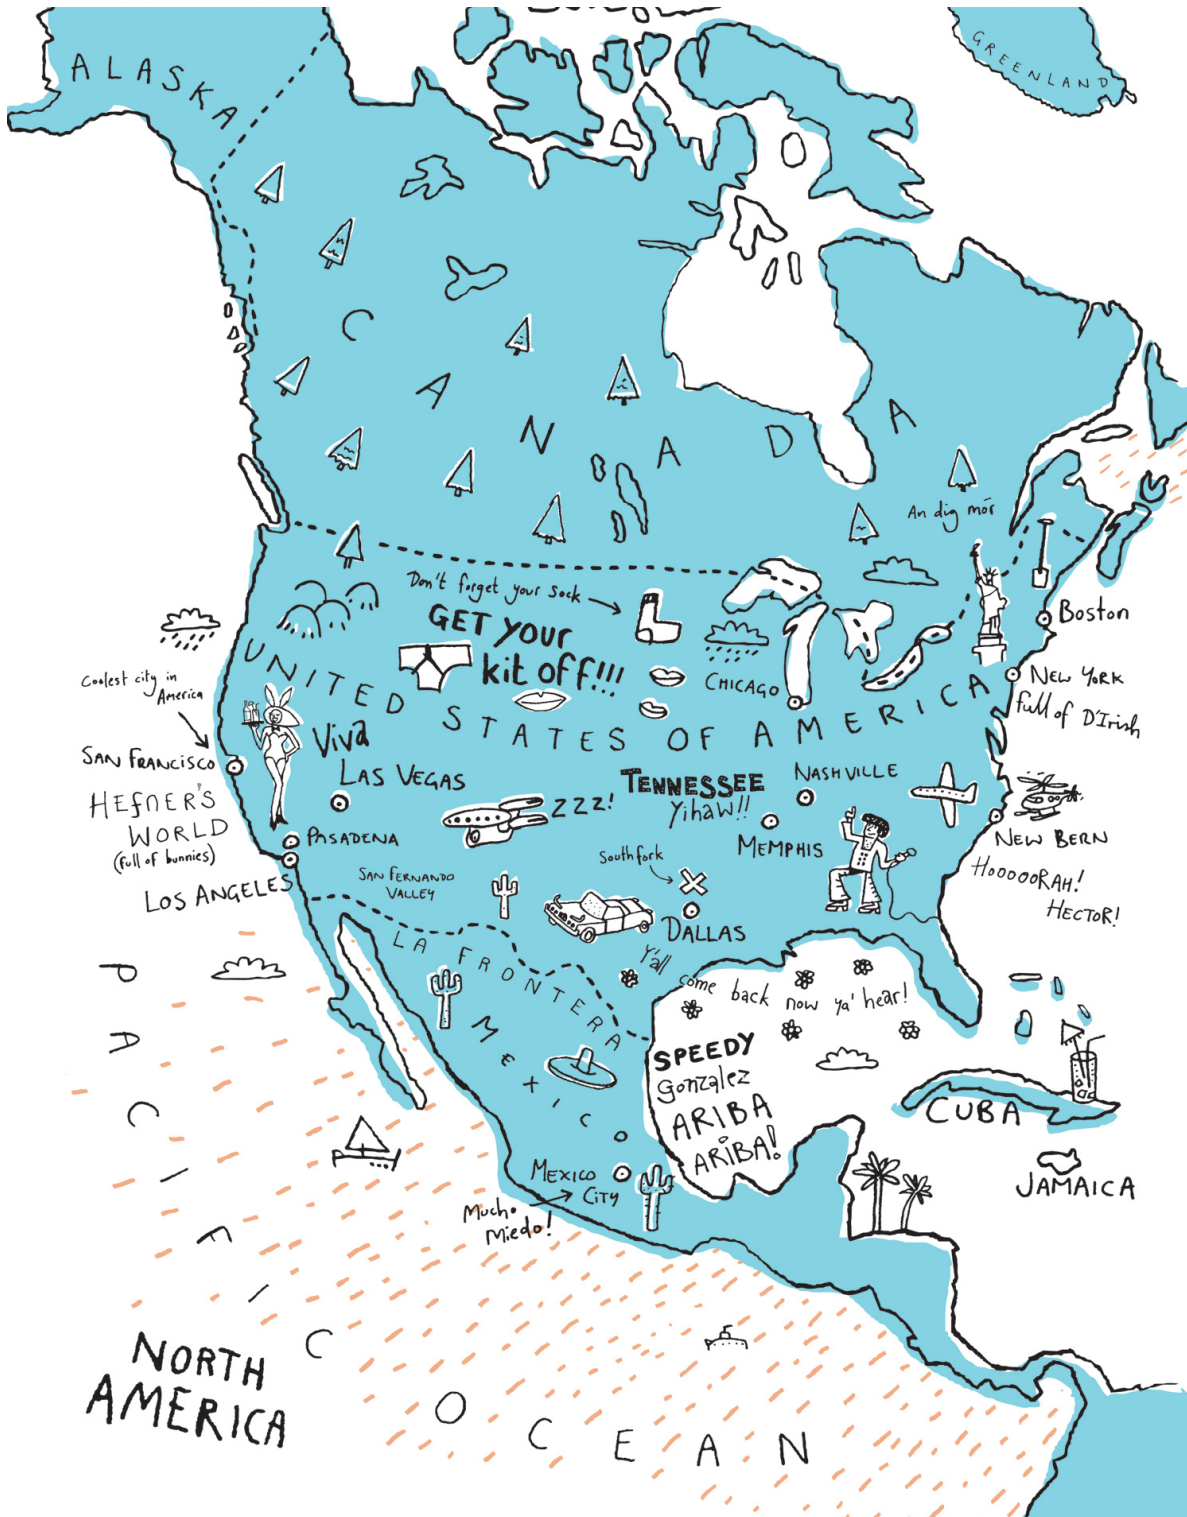 GREENLAND
ALASKA
CANADA
An dig mór
Don't forget your sock
GET YOUR
kit off!!!
Boston
Coolest city in
America
CHICAGO
NEW YORK
full of D'Irish
UNITED STATES OF AMERICA
Viva
LAS VEGAS
SAN FRANCISCO
HEFNER'S
WORLD
(full of bunnies)
TENNESSEE
Yihaw!!
NASHVILLE
ZZZ!
PASADENA
MEMPHIS
NEW BERN
HOOOOORAH!
HECTOR!
Southfork
SAN FERNANDO
VALLEY
LOS ANGELES
DALLAS
LA FRONTERA
Y'all come back now ya' hear!
MEXICO
SPEEDY
Gonzalez
ARIBA
ARIBA!
CUBA
MEXICO
CITY
JAMAICA
Mucho
Miedo!
PACIFIC OCEAN
NORTH
AMERICA